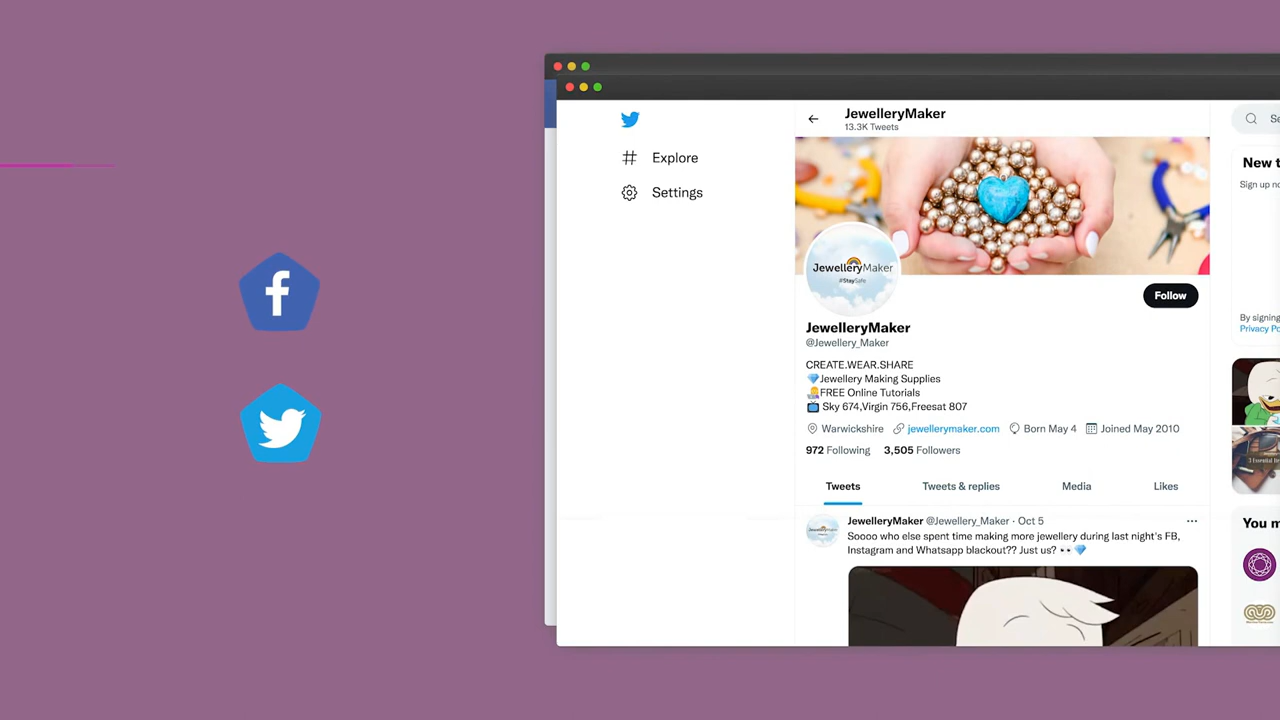 JewelleryMaker
13.3K Tweets
Explore
Settings
JewelleryMaker
#StaySafe
Follow
JewelleryMaker
@Jewellery_Maker
CREATE.WEAR.SHARE
💎Jewellery Making Supplies
FREE Online Tutorials
📺 Sky 674,Virgin 756,Freesat 807
Warwickshire jewellerymaker.com Born May 4 Joined May 2010
972 Following 3,505 Followers
Tweets Tweets & replies Media Likes
JewelleryMaker @Jewellery_Maker · Oct 5
Soooo who else spent time making more jewellery during last night's FB,
Instagram and Whatsapp blackout?? Just us? 👀 💎
Se
New t
Sign up no
By signing
Privacy Po
You m